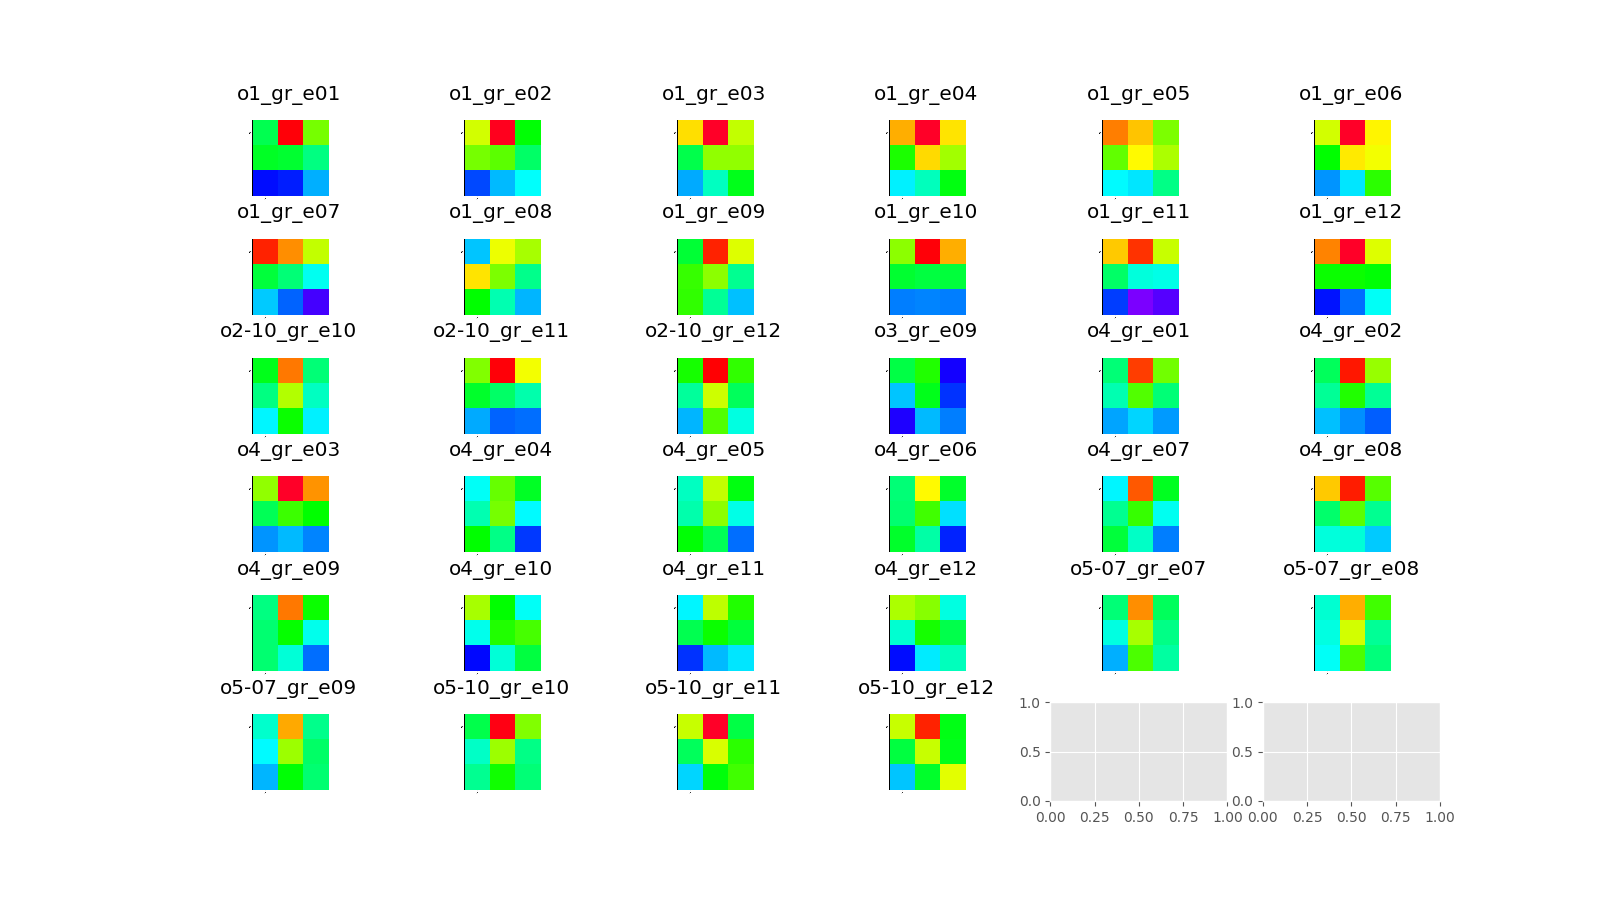 o1_gr_e01 o1_gr_e02 o1_gr_e03 o1_gr_e04 o1_gr_e05 o1_gr_e06
o1_gr_e07 o1_gr_e08 o1_gr_e09 o1_gr_e10 o1_gr_e11 o1_gr_e12
o2-10_gr_e10 o2-10_gr_e11 o2-10_gr_e12 o3_gr_e09 o4_gr_e01 o4_gr_e02
o4_gr_e03 o4_gr_e04 o4_gr_e05 o4_gr_e06 o4_gr_e07 o4_gr_e08
o4_gr_e09 o4_gr_e10 o4_gr_e11 o4_gr_e12 o5-07_gr_e07 o5-07_gr_e08
o5-07_gr_e09 o5-10_gr_e10 o5-10_gr_e11 o5-10_gr_e12
1.0 1.0
0.5 0.5
0.0 0.0
0.00 0.25 0.50 0.75 1.00 0.00 0.25 0.50 0.75 1.00